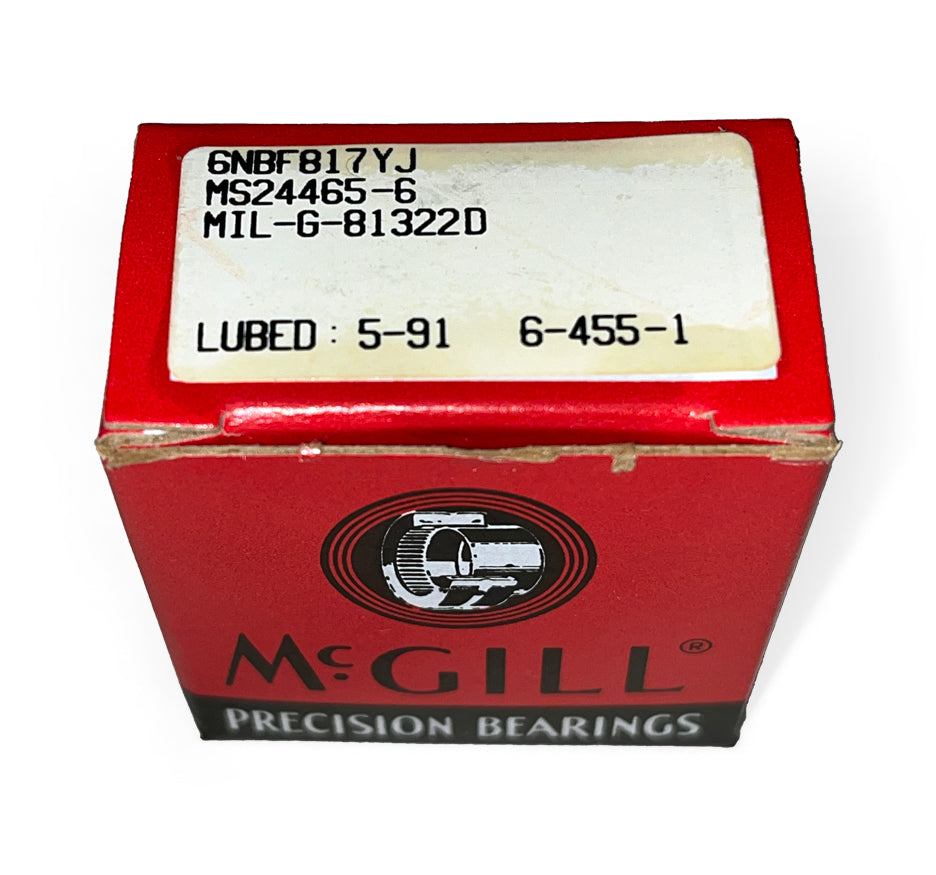 6NBF817YJ
MS24465-6
MIL-G-81322D
LUBED: 5-91 6-455-1
McGILL®
PRECISION BEARINGS